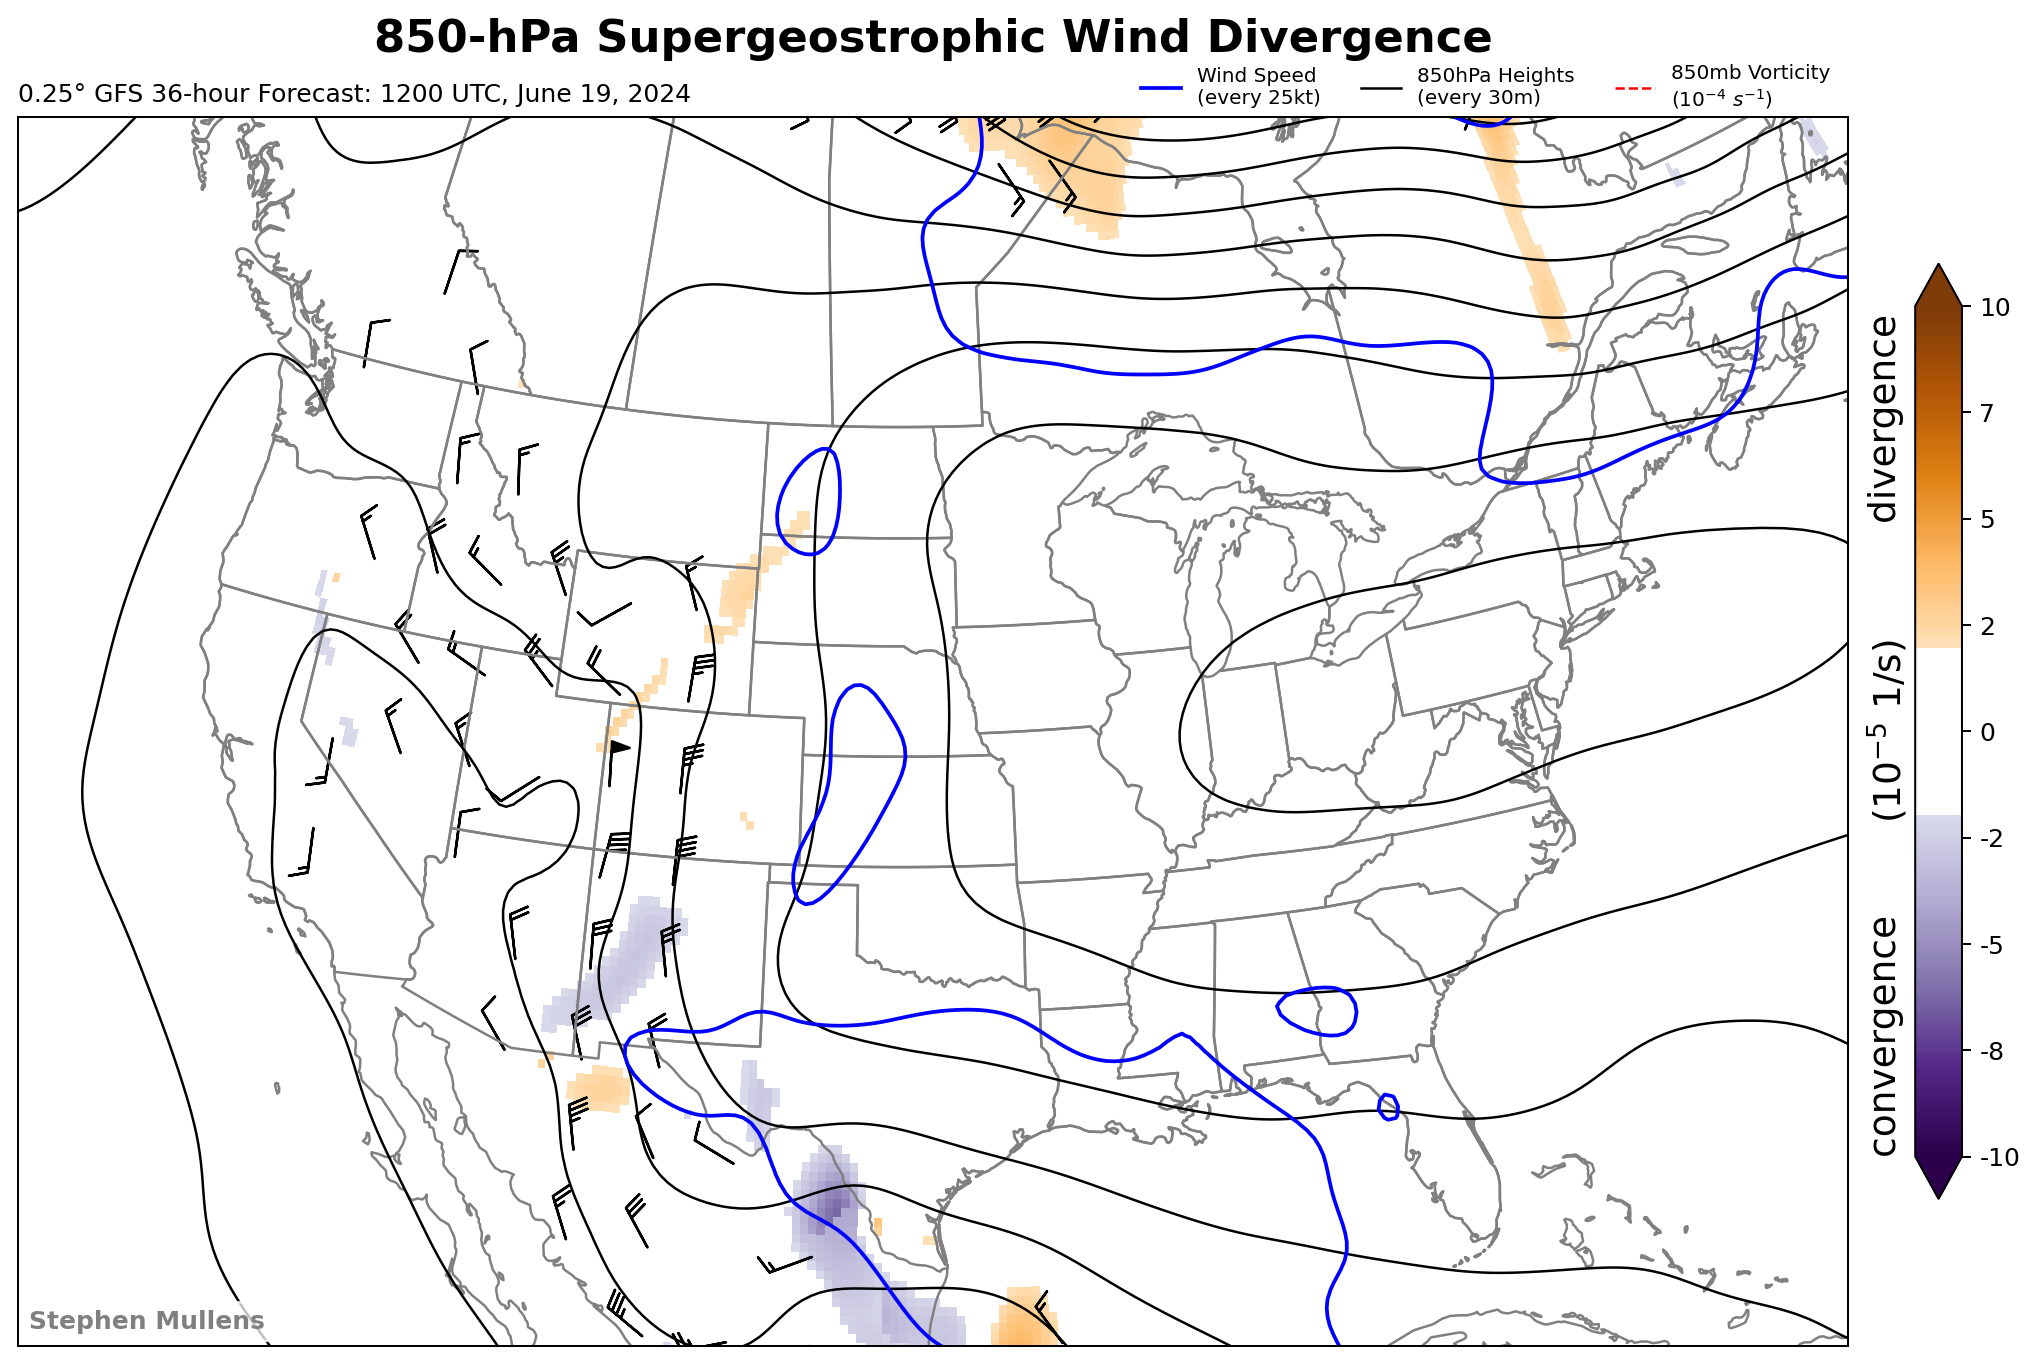 850-hPa Supergeostrophic Wind Divergence
0.25° GFS 36-hour Forecast: 1200 UTC, June 19, 2024
Wind Speed
(every 25kt)
850hPa Heights
(every 30m)
850mb Vorticity
(10⁻⁴ s⁻¹)
10
7
5
2
0
-2
-5
-8
-10
convergence (10⁻⁵ 1/s) divergence
Stephen Mullens